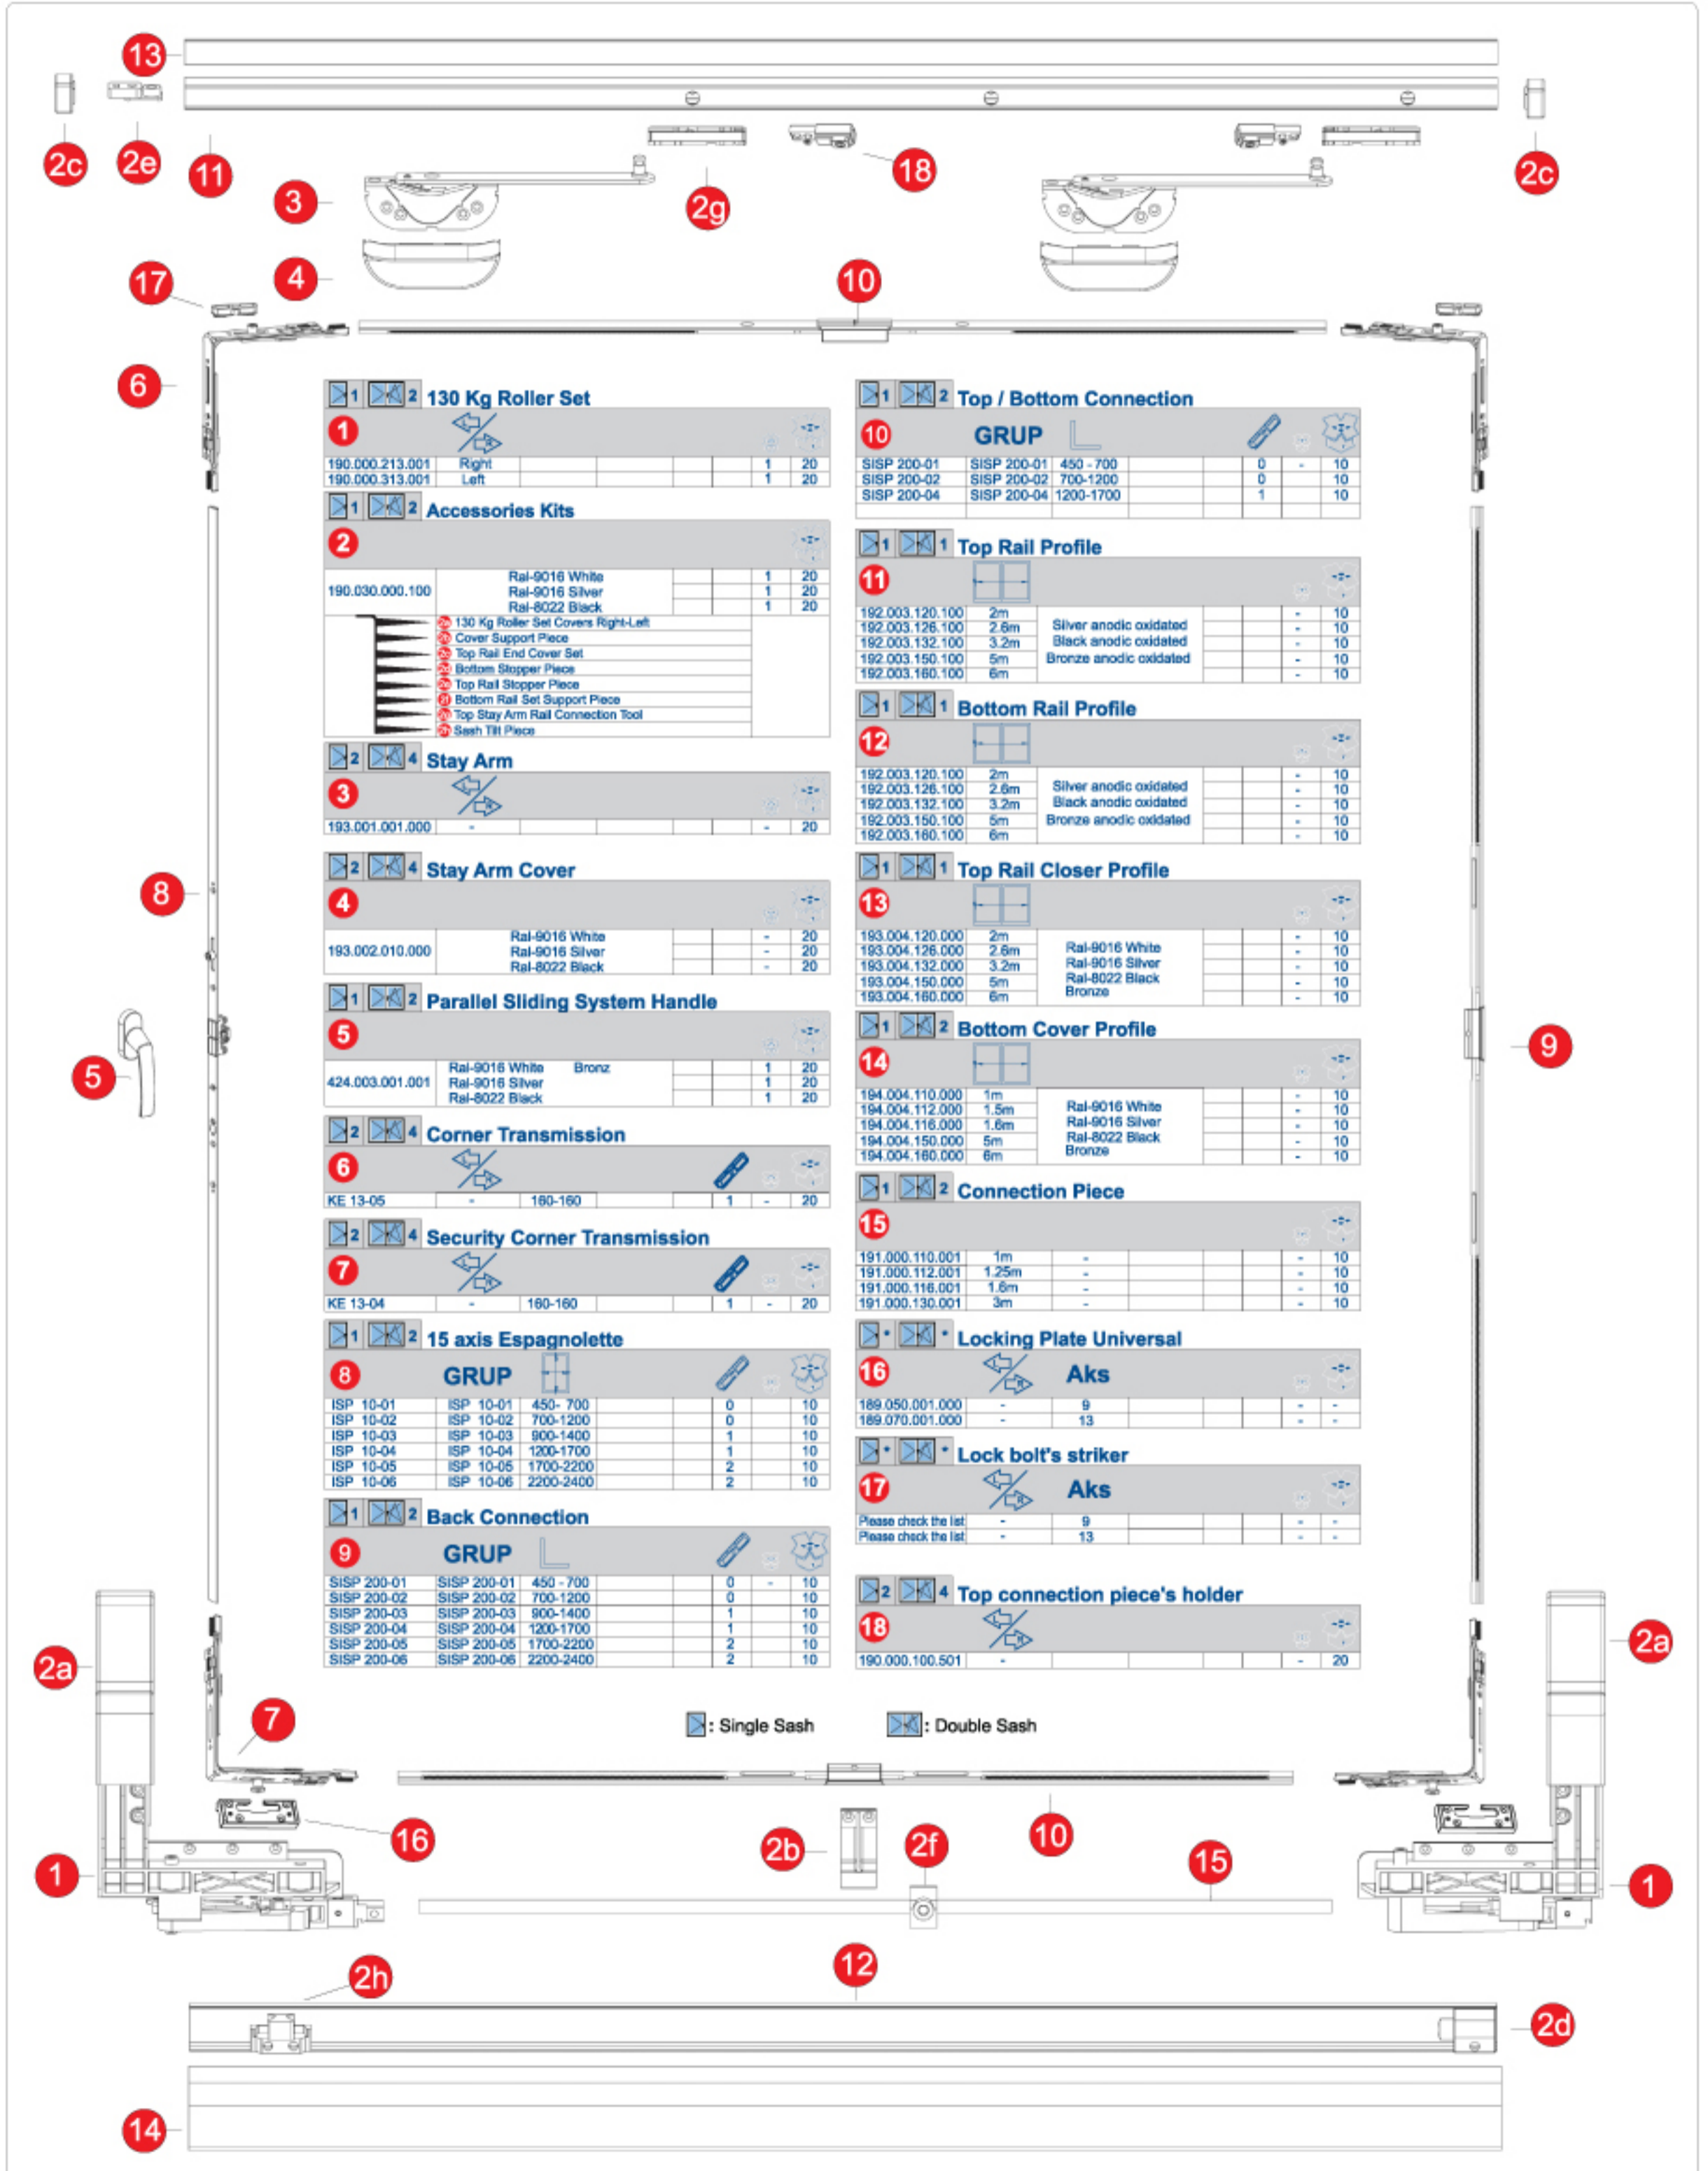 13
2c
2e
11
2g
18
2c
3
4
17
10
6
1 2 130 Kg Roller Set
1
190.000.213.001 Right 1 20
190.000.313.001 Left 1 20
1 2 Accessories Kits
2
Ral-9016 White 1 20
190.030.000.100 Ral-9016 Silver 1 20
Ral-8022 Black 1 20
2a 130 Kg Roller Set Covers Right-Left
2b Cover Support Piece
2c Top Rail End Cover Set
2d Bottom Stopper Piece
2e Top Rail Stopper Piece
2f Bottom Rail Set Support Piece
2g Top Stay Arm Rail Connection Tool
2h Sash Tilt Piece
2 4 Stay Arm
3
193.001.001.000 - - 20
2 4 Stay Arm Cover
4
Ral-9016 White - 20
193.002.010.000 Ral-9016 Silver - 20
Ral-8022 Black - 20
1 2 Parallel Sliding System Handle
5
Ral-9016 White Bronz 1 20
424.003.001.001 Ral-9016 Silver 1 20
Ral-8022 Black 1 20
2 4 Corner Transmission
6
KE 13-05 - 160-160 1 - 20
2 4 Security Corner Transmission
7
KE 13-04 - 160-160 1 - 20
1 2 15 axis Espagnolette
8 GRUP
ISP 10-01 ISP 10-01 450- 700 0 10
ISP 10-02 ISP 10-02 700-1200 0 10
ISP 10-03 ISP 10-03 900-1400 1 10
ISP 10-04 ISP 10-04 1200-1700 1 10
ISP 10-05 ISP 10-05 1700-2200 2 10
ISP 10-06 ISP 10-06 2200-2400 2 10
1 2 Back Connection
9 GRUP
SISP 200-01 SISP 200-01 450 - 700 0 - 10
SISP 200-02 SISP 200-02 700-1200 0 10
SISP 200-03 SISP 200-03 900-1400 1 10
SISP 200-04 SISP 200-04 1200-1700 1 10
SISP 200-05 SISP 200-05 1700-2200 2 10
SISP 200-06 SISP 200-06 2200-2400 2 10
1 2 Top / Bottom Connection
10 GRUP
SISP 200-01 SISP 200-01 450 - 700 0 - 10
SISP 200-02 SISP 200-02 700-1200 0 10
SISP 200-04 SISP 200-04 1200-1700 1 10
1 1 Top Rail Profile
11
192.003.120.100 2m - 10
192.003.126.100 2.6m Silver anodic oxidated - 10
192.003.132.100 3.2m Black anodic oxidated - 10
192.003.150.100 5m Bronze anodic oxidated - 10
192.003.160.100 6m - 10
1 1 Bottom Rail Profile
12
192.003.120.100 2m - 10
192.003.126.100 2.6m Silver anodic oxidated - 10
192.003.132.100 3.2m Black anodic oxidated - 10
192.003.150.100 5m Bronze anodic oxidated - 10
192.003.160.100 6m - 10
1 1 Top Rail Closer Profile
13
193.004.120.000 2m - 10
193.004.126.000 2.6m Ral-9016 White - 10
193.004.132.000 3.2m Ral-9016 Silver - 10
193.004.150.000 5m Ral-8022 Black - 10
193.004.160.000 6m Bronze - 10
1 2 Bottom Cover Profile
14
194.004.110.000 1m - 10
194.004.112.000 1.5m Ral-9016 White - 10
194.004.116.000 1.6m Ral-9016 Silver - 10
194.004.150.000 5m Ral-8022 Black - 10
194.004.160.000 6m Bronze - 10
1 2 Connection Piece
15
191.000.110.001 1m - - 10
191.000.112.001 1.25m - - 10
191.000.116.001 1.6m - - 10
191.000.130.001 3m - - 10
* * Locking Plate Universal
16 Aks
189.050.001.000 - 9 - -
189.070.001.000 - 13 - -
* * Lock bolt's striker
17 Aks
Please check the list - 9 - -
Please check the list - 13 - -
2 4 Top connection piece's holder
18
190.000.100.501 - - 20
8
5
9
2a
2a
7
: Single Sash : Double Sash
16
2b
2f
10
15
1
1
2h
12
2d
14